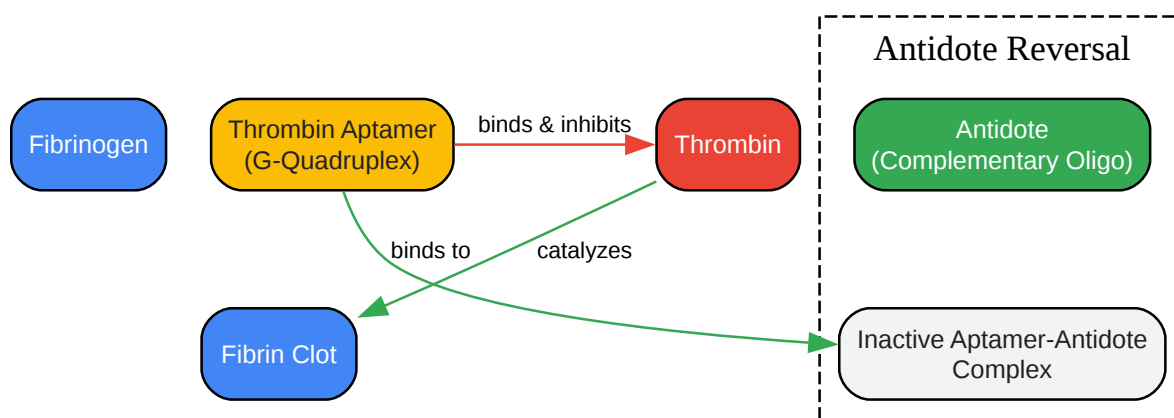 Antidote Reversal
Fibrinogen
Thrombin Aptamer
(G-Quadruplex)
binds & inhibits
Thrombin
Antidote
(Complementary Oligo)
binds to
catalyzes
Fibrin Clot
Inactive Aptamer-Antidote
Complex